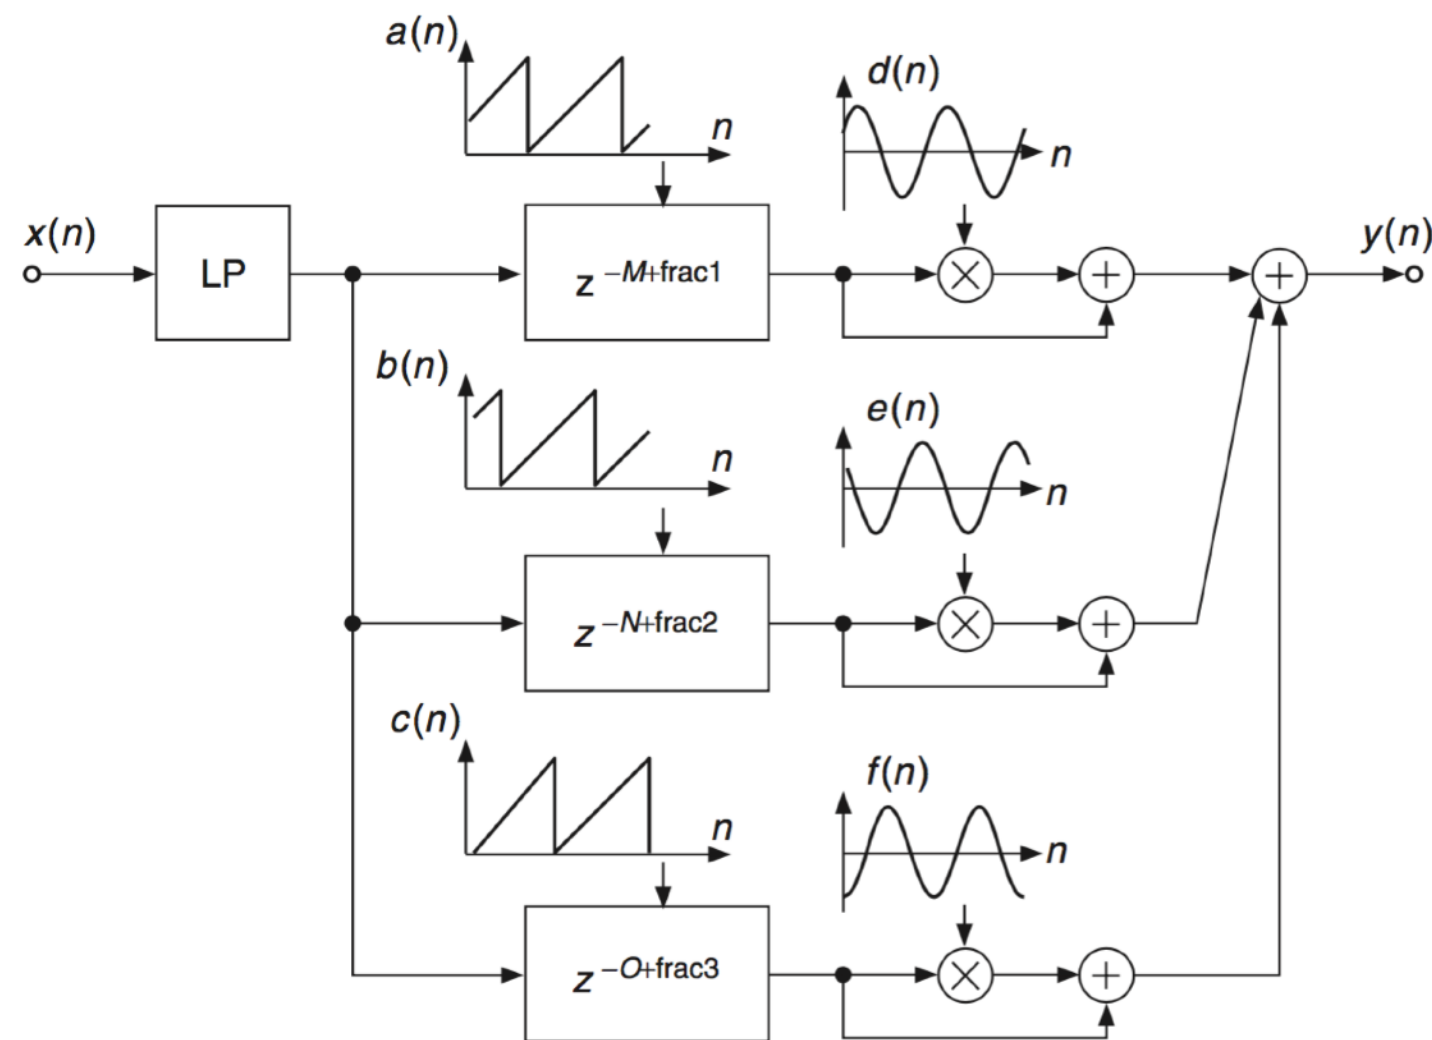 a(n)
d(n)
n
n
x(n)
LP
z −M+frac1
× + +
y(n)
b(n)
e(n)
n
n
z −N+frac2
× +
c(n)
f(n)
n
n
z −O+frac3
× +